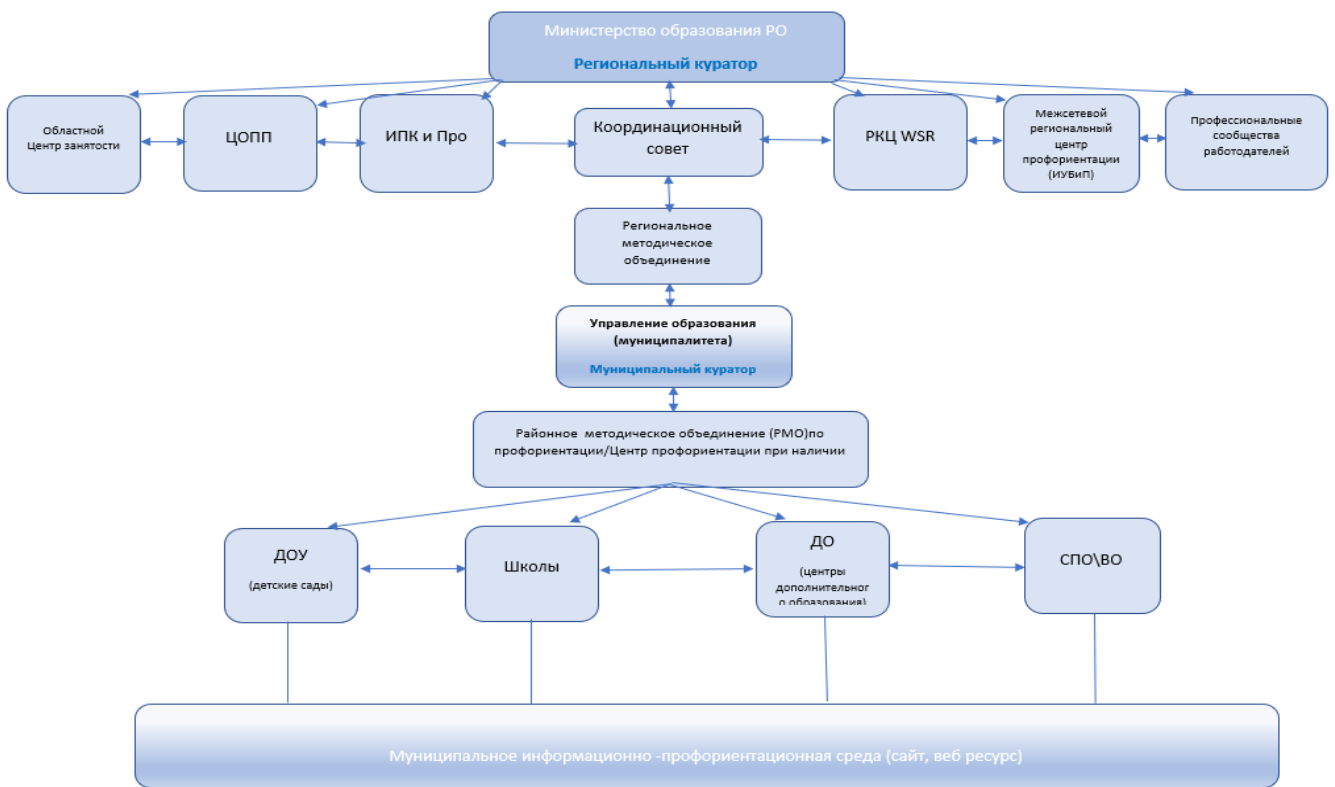 Министерство образования РО
Региональный куратор
Областной
Центр занятости
ЦОПП
ИПК и Про
Координационный
совет
РКЦ WSR
Межсетевой
региональный
центр
профориентации
(ИУБиП)
Профессиональные
сообщества
работодателей
Региональное
методическое
объединение
Управление образования
(муниципалитета)
Муниципальный куратор
Районное методическое объединение (РМО)по
профориентации/Центр профориентации при наличии
ДОУ
(детские сады)
Школы
ДО
(центры
дополнительног
о образования)
СПО\ВО
Муниципальное информационно -профориентационная среда (сайт, веб ресурс)